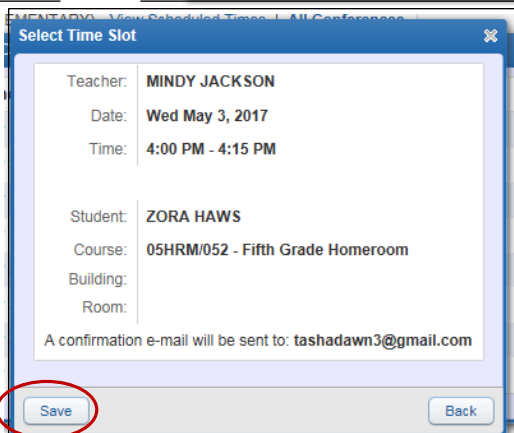 EMENTARY) View Scheduled Times | All Conferences |
Select Time Slot
Teacher: MINDY JACKSON
Date: Wed May 3, 2017
Time: 4:00 PM - 4:15 PM
Student: ZORA HAWS
Course: 05HRM/052 - Fifth Grade Homeroom
Building:
Room:
A confirmation e-mail will be sent to: tashadawn3@gmail.com
Save Back